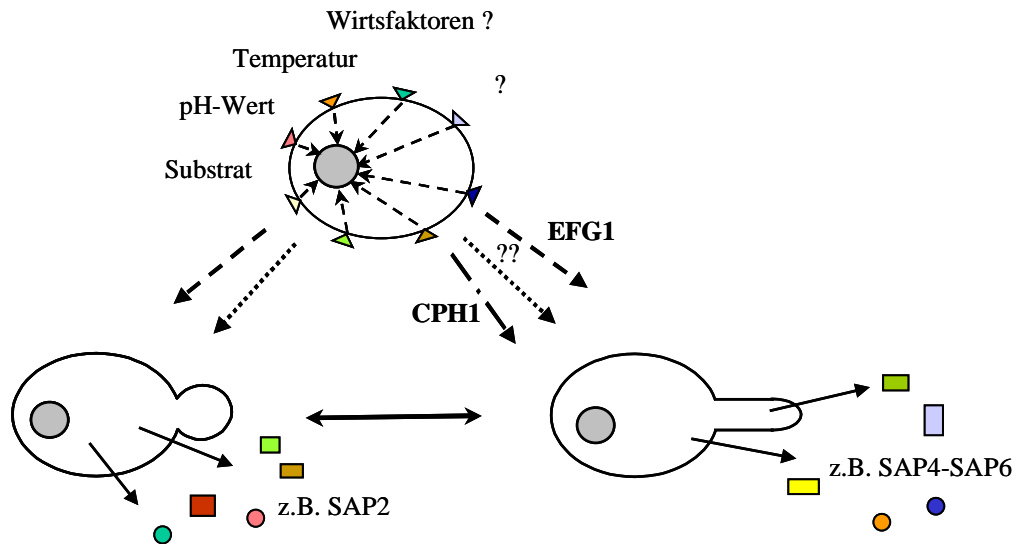 Wirtsfaktoren ?
Temperatur
?
pH-Wert
Substrat
EFG1
??
CPH1
z.B. SAP4-SAP6
z.B. SAP2